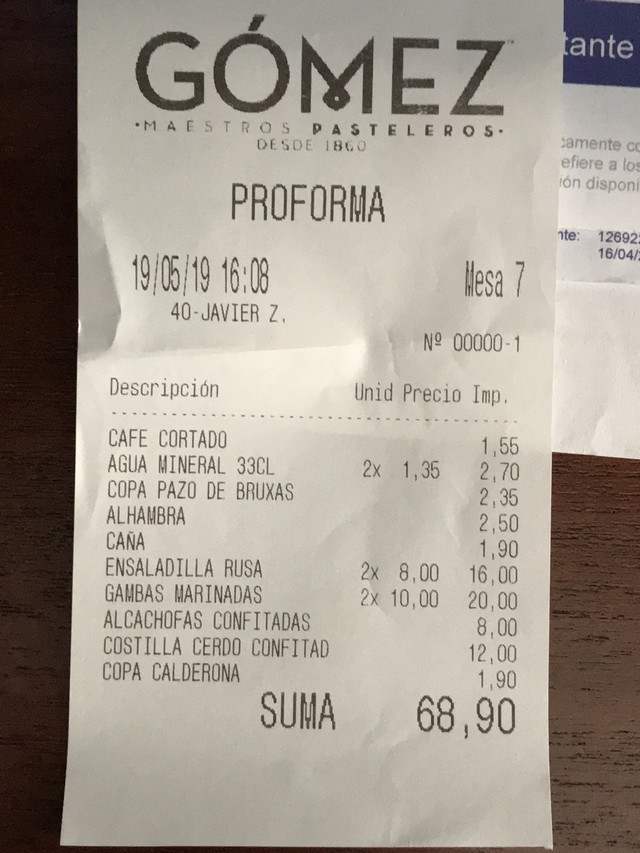 GÓMEZ
·MAESTROS PASTELEROS·
DESDE 1860
PROFORMA
19/05/19 16:08 Mesa 7
40-JAVIER Z.
Nº 00000-1
Descripción Unid Precio Imp.
CAFE CORTADO 1,55
AGUA MINERAL 33CL 2x 1,35 2,70
COPA PAZO DE BRUXAS 2,35
ALHAMBRA 2,50
CAÑA 1,90
ENSALADILLA RUSA 2x 8,00 16,00
GAMBAS MARINADAS 2x 10,00 20,00
ALCACHOFAS CONFITADAS 8,00
COSTILLA CERDO CONFITAD 12,00
COPA CALDERONA 1,90
SUMA 68,90
tante
camente co
efiere a los
ión disponi
nte: 12692
16/04/